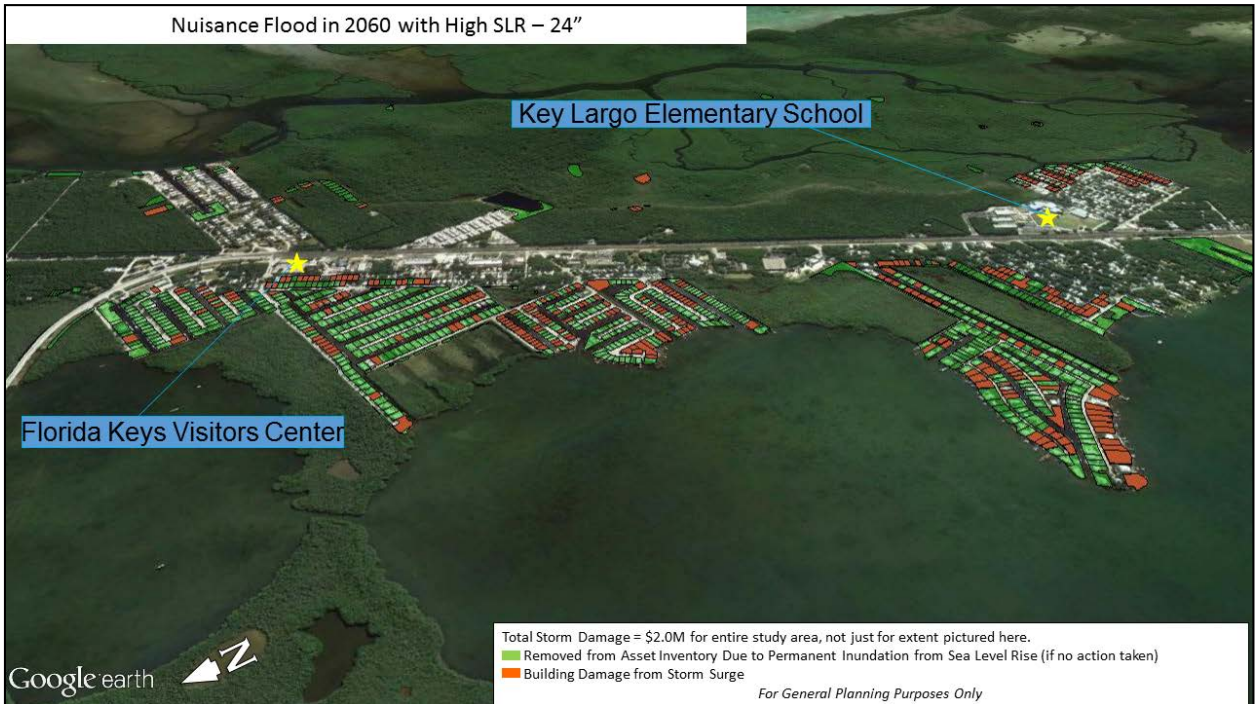 Nuisance Flood in 2060 with High SLR – 24”
Key Largo Elementary School
Florida Keys Visitors Center
Total Storm Damage = $2.0M for entire study area, not just for extent pictured here.
Removed from Asset Inventory Due to Permanent Inundation from Sea Level Rise (if no action taken)
Building Damage from Storm Surge
For General Planning Purposes Only
Google earth
N